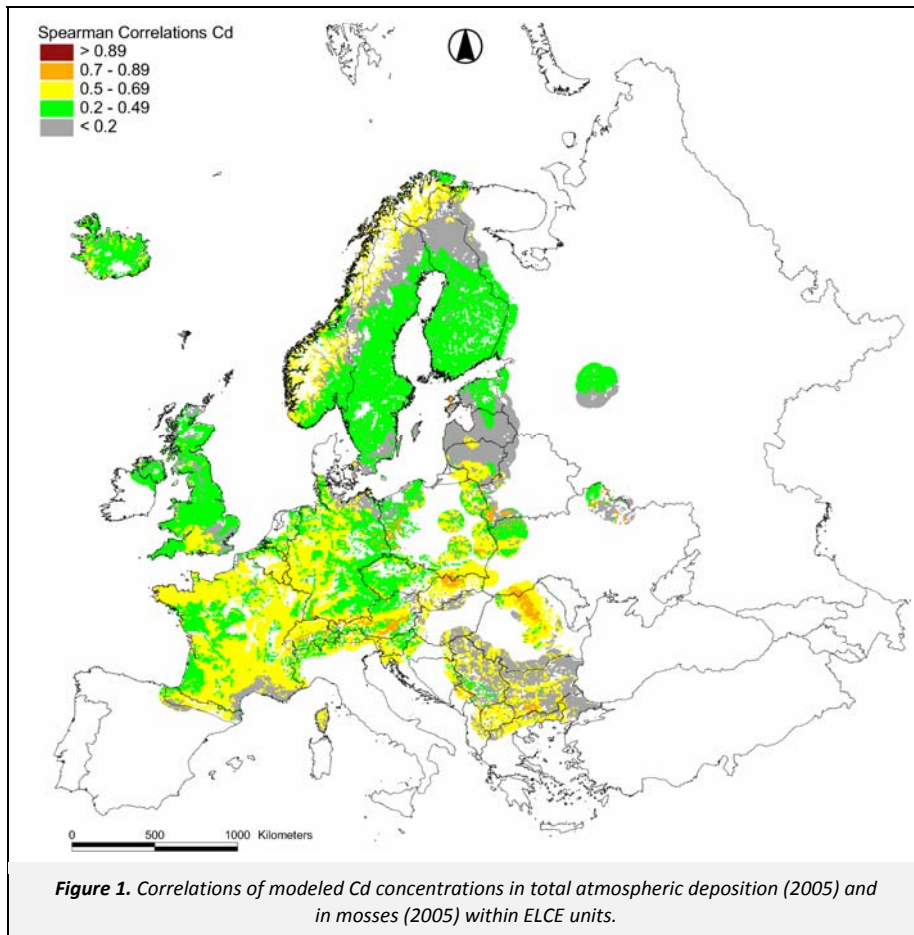 Spearman Correlations Cd
> 0.89
0.7 - 0.89
0.5 - 0.69
0.2 - 0.49
< 0.2
0 500 1000 Kilometers
Figure 1. Correlations of modeled Cd concentrations in total atmospheric deposition (2005) and
in mosses (2005) within ELCE units.